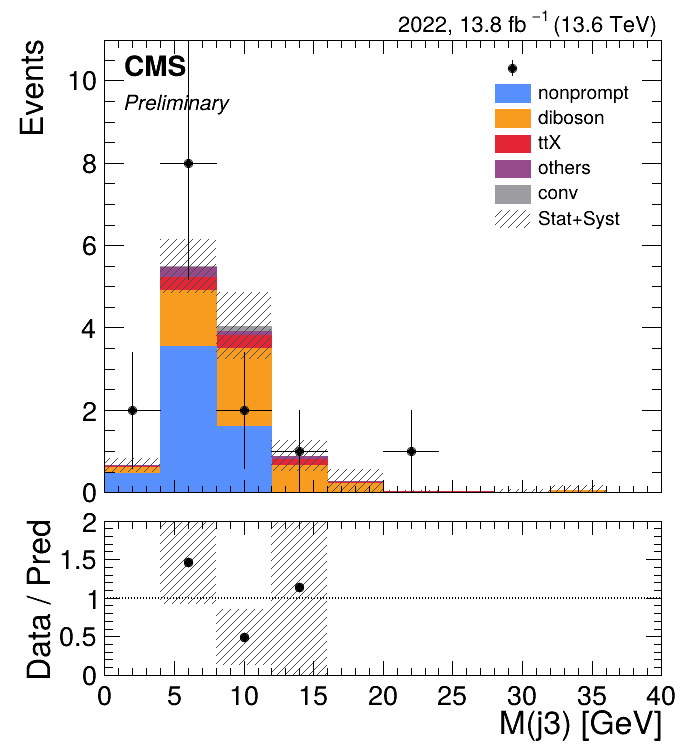 2022, 13.8 fb⁻¹ (13.6 TeV)
CMS
Preliminary
nonprompt
diboson
ttX
others
conv
Stat+Syst
Events
10
8
6
4
2
0
Data / Pred
2
1.5
1
0.5
0
0 5 10 15 20 25 30 35 40
M(j3) [GeV]